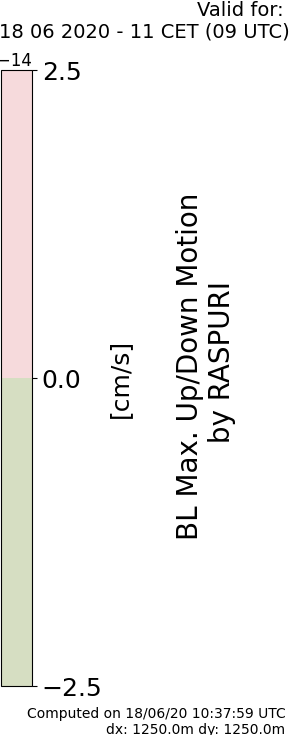 Valid for:
18 06 2020 - 11 CET (09 UTC)
−14
2.5
0.0
−2.5
[cm/s]
BL Max. Up/Down Motion
by RASPURI
Computed on 18/06/20 10:37:59 UTC
dx: 1250.0m dy: 1250.0m